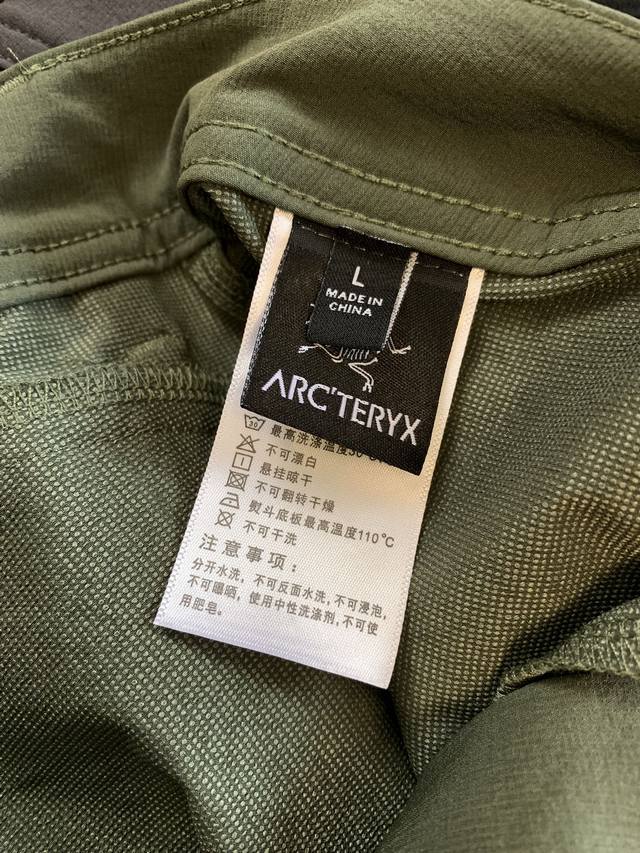 L
MADE IN
CHINA
ARC'TERYX
最高洗涤温度30℃
不可漂白
悬挂晾干
不可翻转干燥
熨斗底板最高温度110℃
不可干洗
注意事项:
分开水洗,不可反面水洗,不可浸泡,
不可曝晒,使用中性洗涤剂,不可使
用肥皂。